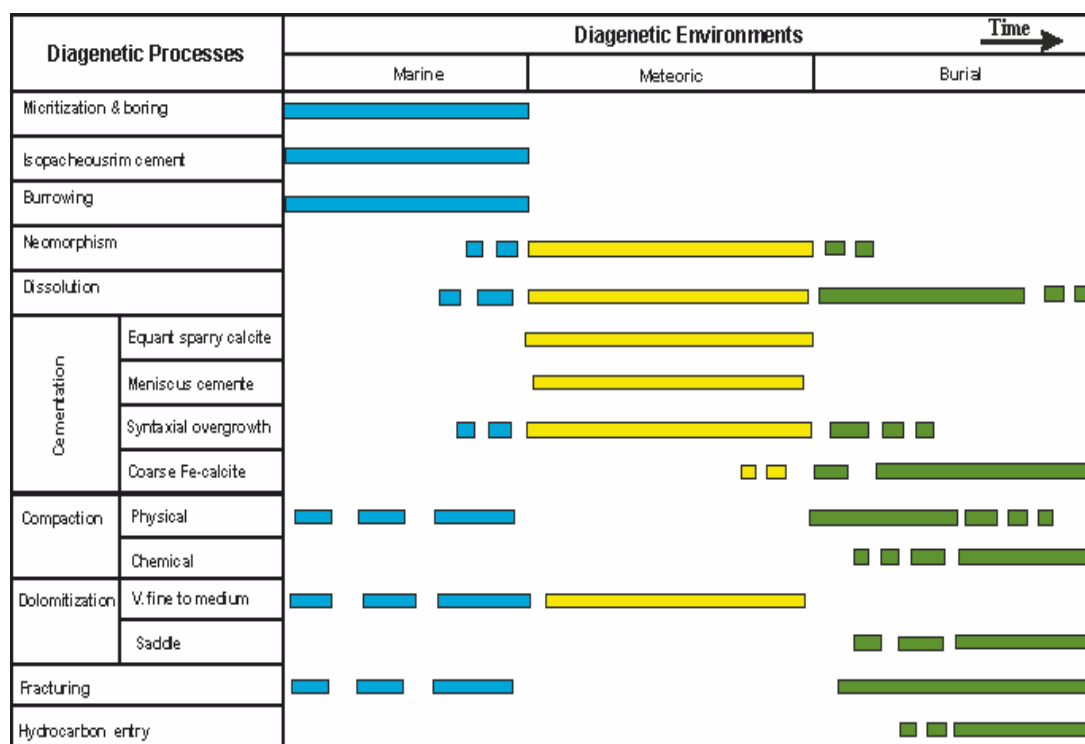 Diagenetic Processes
Diagenetic Environments
Time
Marine
Meteoric
Burial
Micritization & boring
Isopacheousrim cement
Burrowing
Neomorphism
Dissolution
Cementation
Equant sparry calcite
Meniscus cemente
Syntaxial overgrowth
Coarse Fe-calcite
Compaction
Physical
Chemical
Dolomitization
V. fine to medium
Saddle
Fracturing
Hydrocarbon entry